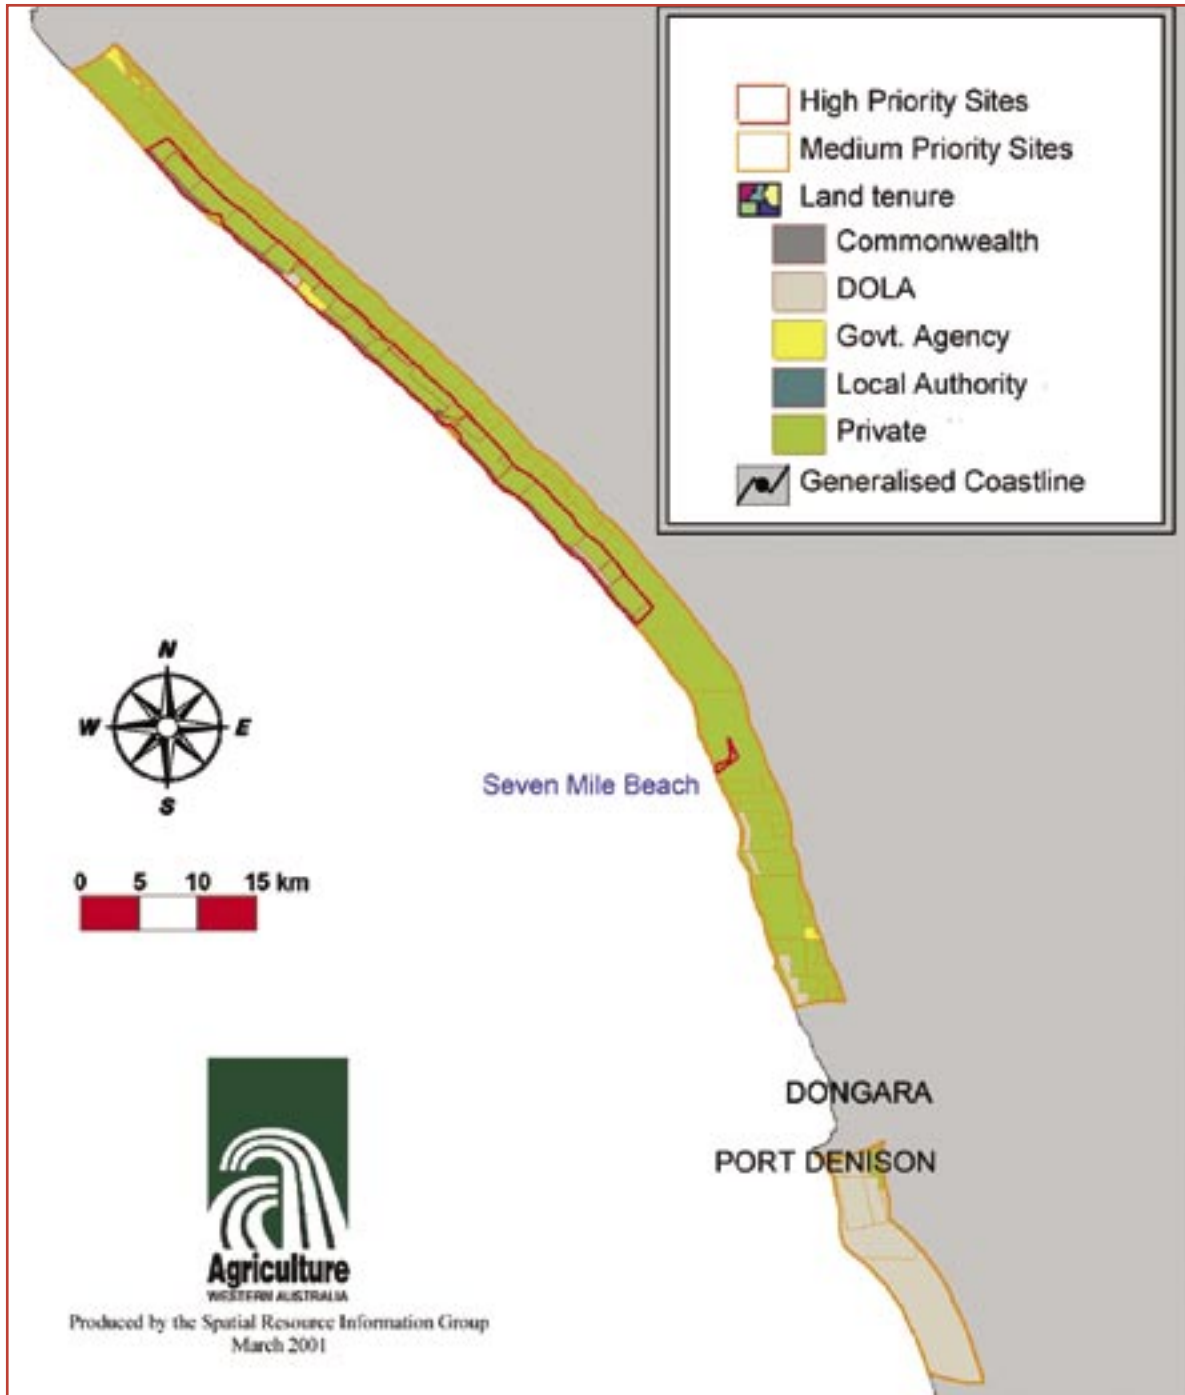 High Priority Sites
Medium Priority Sites
Land tenure
Commonwealth
DOLA
Govt. Agency
Local Authority
Private
Generalised Coastline
N
W E
S
Seven Mile Beach
0 5 10 15 km
DONGARA
PORT DENISON
Agriculture
WESTERN AUSTRALIA
Produced by the Spatial Resource Information Group
March 2001